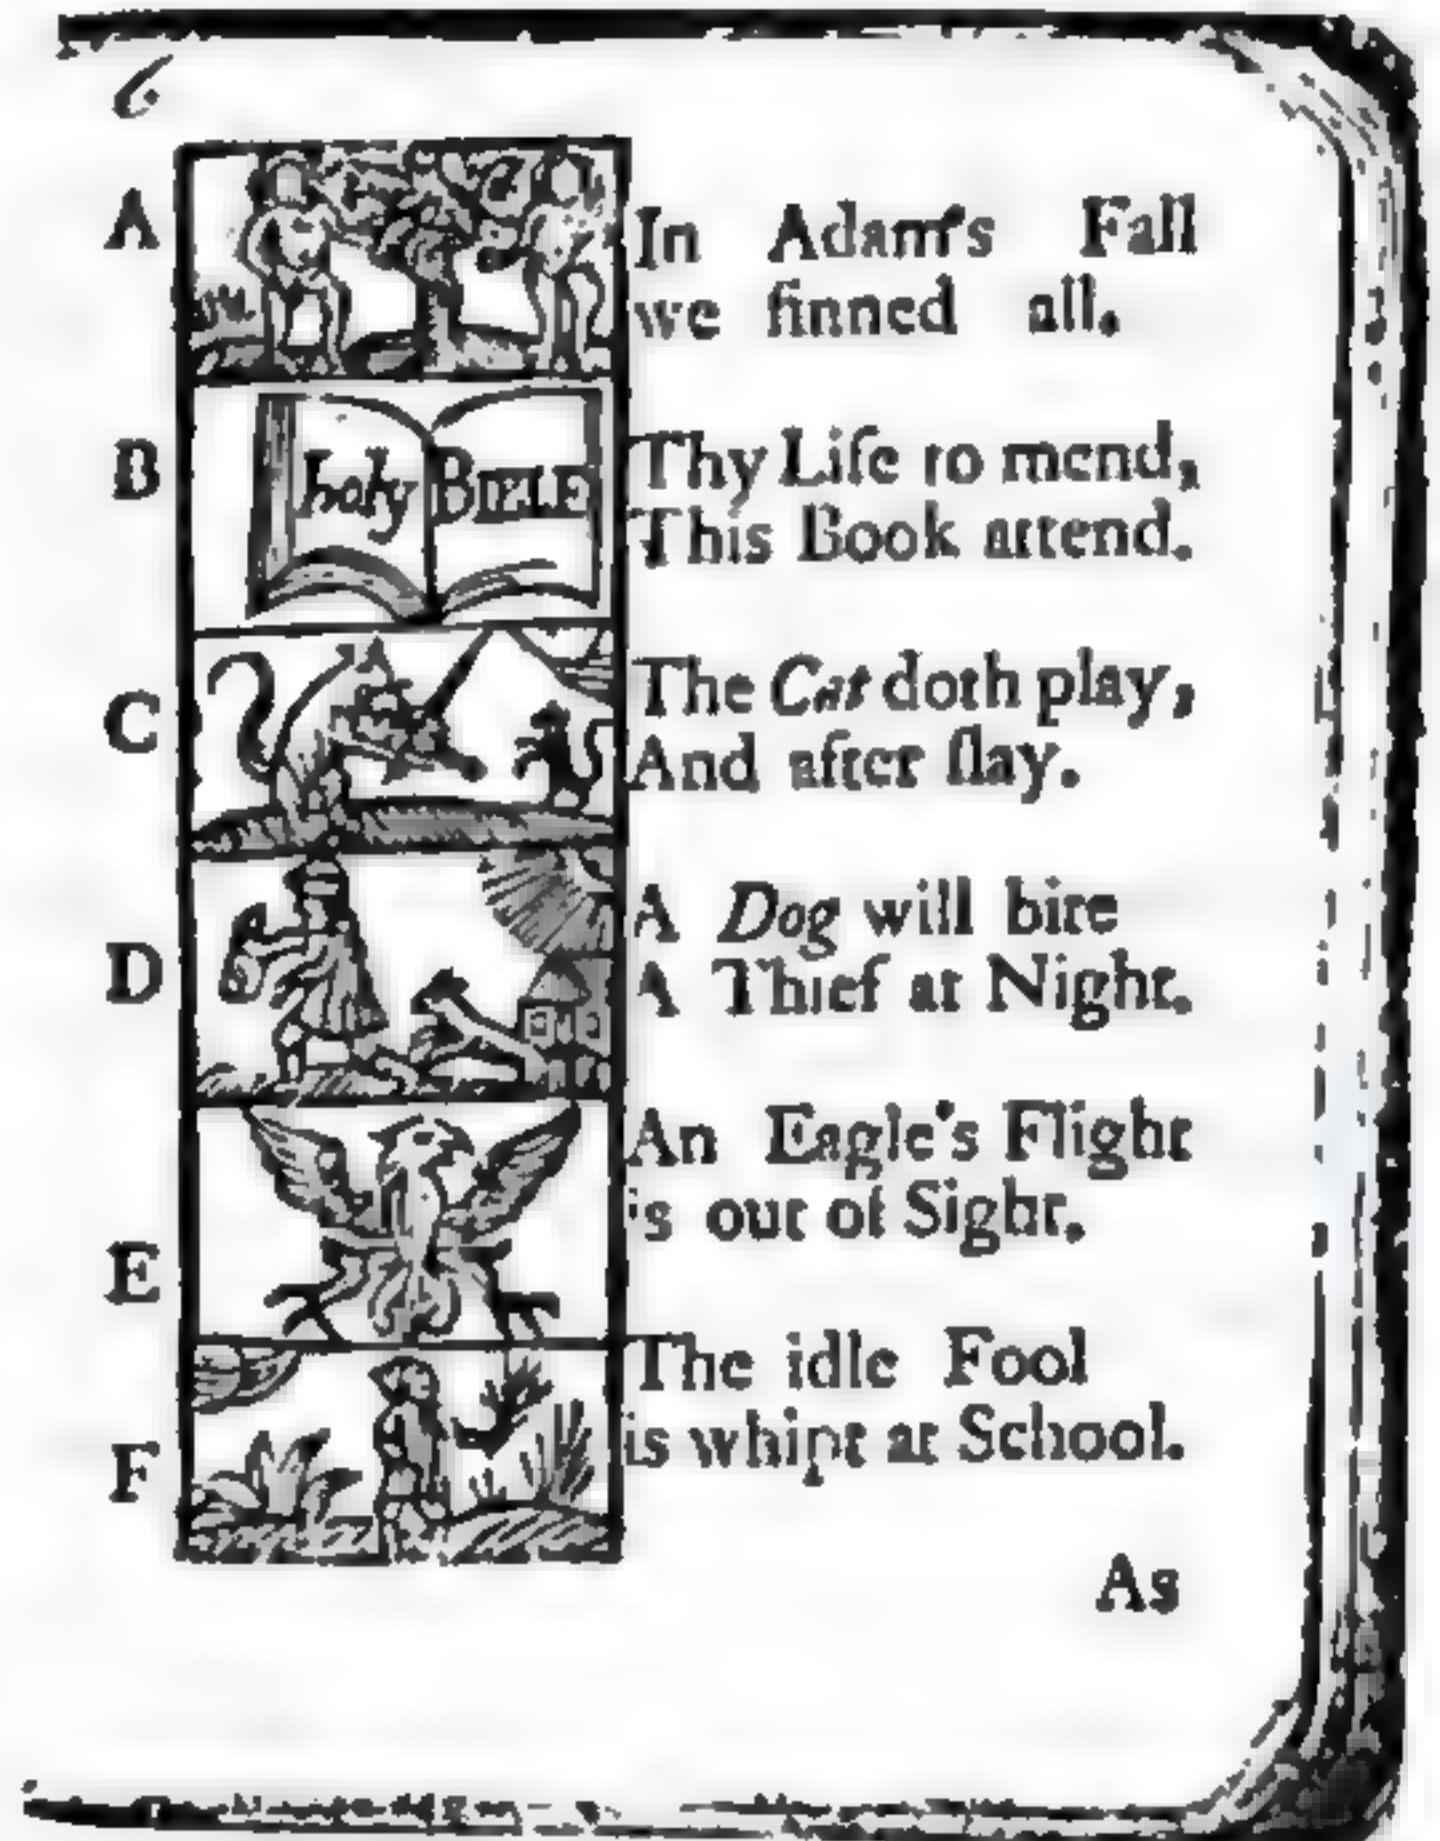 6
A
In Adam's Fall
we ſinned all.
B
holy BIBLE
Thy Life to mend,
This Book attend.
C
The Cat doth play,
And after ſlay.
D
A Dog will bite
A Thief at Night.
E
An Eagle's Flight
is out of Sight.
F
The idle Fool
is whipt at School.
As